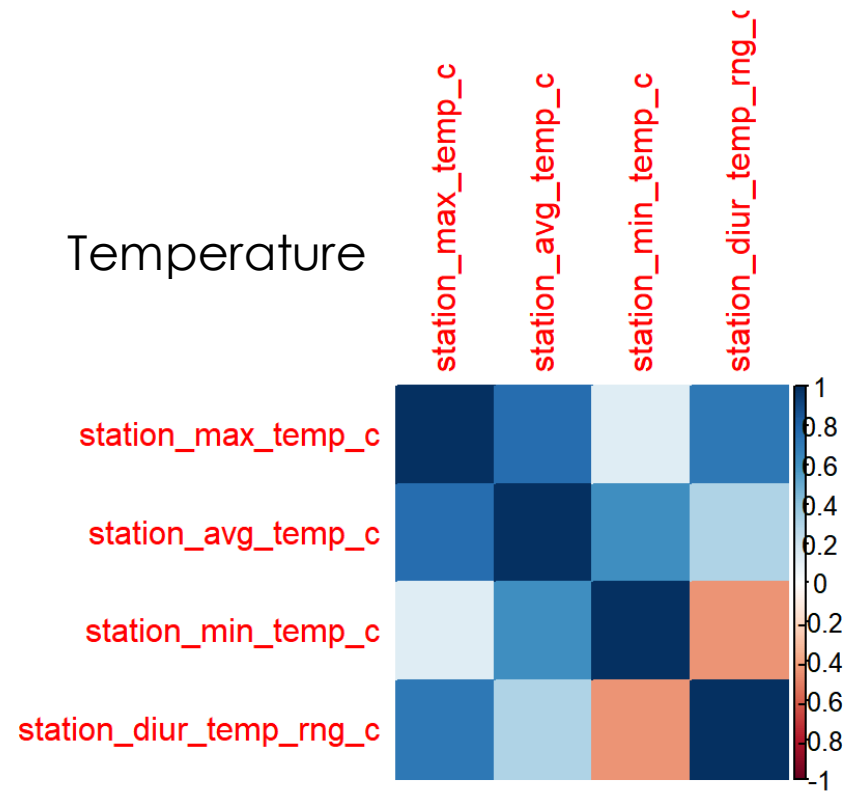 station_max_temp_c
station_avg_temp_c
station_min_temp_c
station_diur_temp_rng_c
Temperature
station_max_temp_c
station_avg_temp_c
station_min_temp_c
station_diur_temp_rng_c
1
0.8
0.6
0.4
0.2
0
-0.2
-0.4
-0.6
-0.8
-1